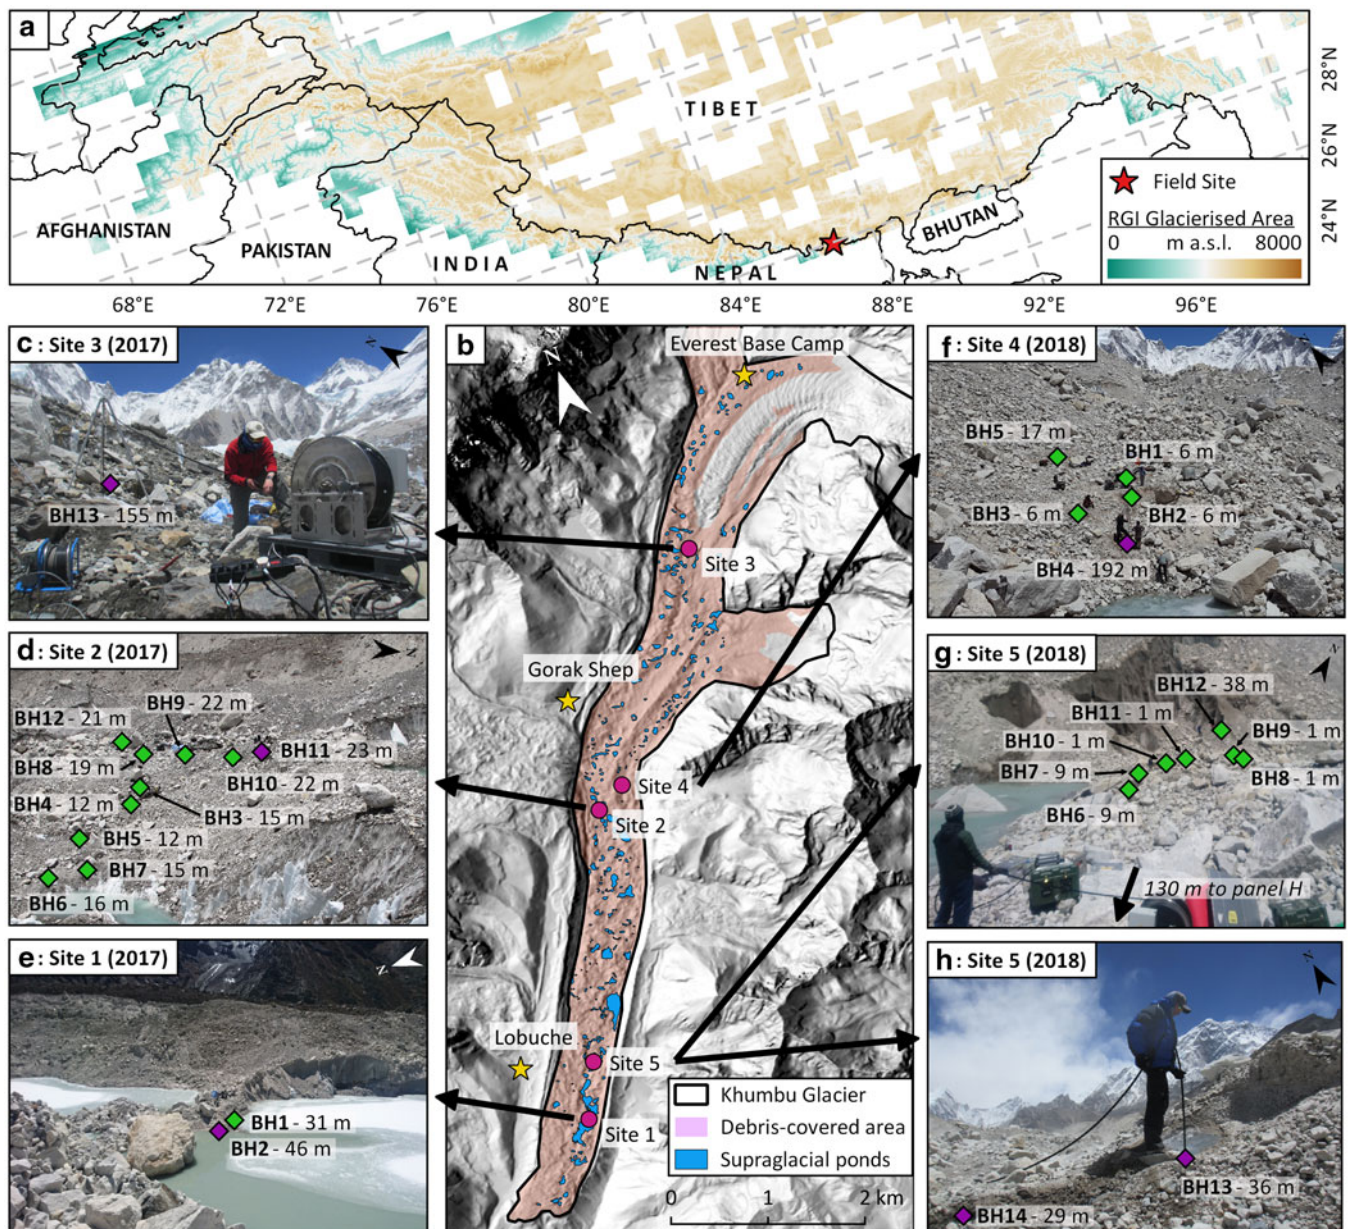 a
TIBET
AFGHANISTAN
PAKISTAN
INDIA
NEPAL
BHUTAN
Field Site
RGI Glacierised Area
0 m a.s.l. 8000
28°N
26°N
24°N
68°E 72°E 76°E 80°E 84°E 88°E 92°E 96°E
c: Site 3 (2017)
N
BH13 - 155 m
d: Site 2 (2017)
N
BH9 - 22 m
BH12 - 21 m
BH11 - 23 m
BH8 - 19 m
BH10 - 22 m
BH4 - 12 m
BH3 - 15 m
BH5 - 12 m
BH7 - 15 m
BH6 - 16 m
e: Site 1 (2017)
N
BH1 - 31 m
BH2 - 46 m
b
N
Everest Base Camp
Site 3
Gorak Shep
Site 4
Site 2
Lobuche
Site 5
Site 1
Khumbu Glacier
Debris-covered area
Supraglacial ponds
0 1 2 km
f: Site 4 (2018)
N
BH5 - 17 m
BH1 - 6 m
BH3 - 6 m
BH2 - 6 m
BH4 - 192 m
g: Site 5 (2018)
N
BH12 - 38 m
BH11 - 1 m
BH9 - 1 m
BH10 - 1 m
BH7 - 9 m
BH8 - 1 m
BH6 - 9 m
130 m to panel H
h: Site 5 (2018)
N
BH13 - 36 m
BH14 - 29 m